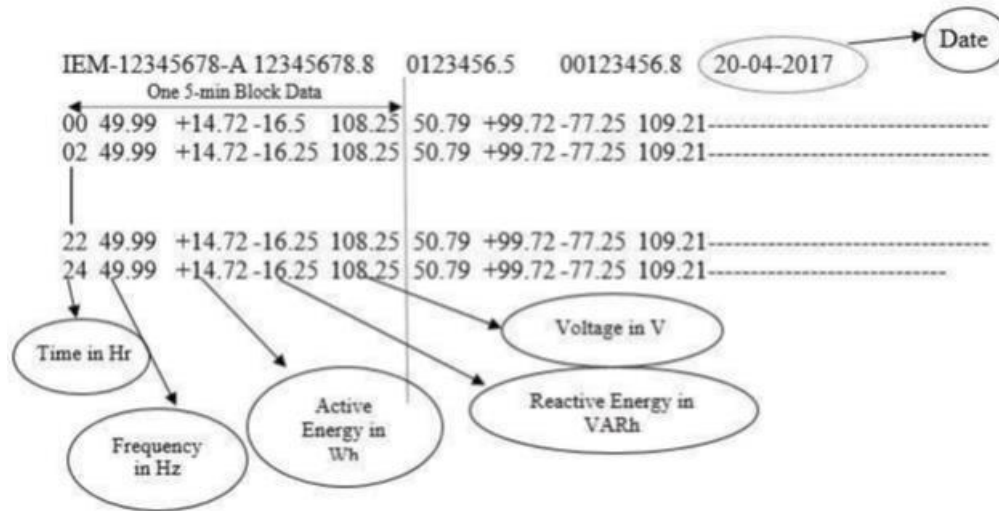 Date
IEM-12345678-A 12345678.8 0123456.5 00123456.8 20-04-2017
One 5-min Block Data
00 49.99 +14.72 -16.5 108.25 50.79 +99.72 -77.25 109.21------------------------------------
02 49.99 +14.72 -16.25 108.25 50.79 +99.72 -77.25 109.21------------------------------------
22 49.99 +14.72 -16.25 108.25 50.79 +99.72 -77.25 109.21------------------------------------
24 49.99 +14.72 -16.25 108.25 50.79 +99.72 -77.25 109.21------------------------------
Voltage in V
Time in Hr
Reactive Energy in
VARh
Active
Energy in
Wh
Frequency
in Hz